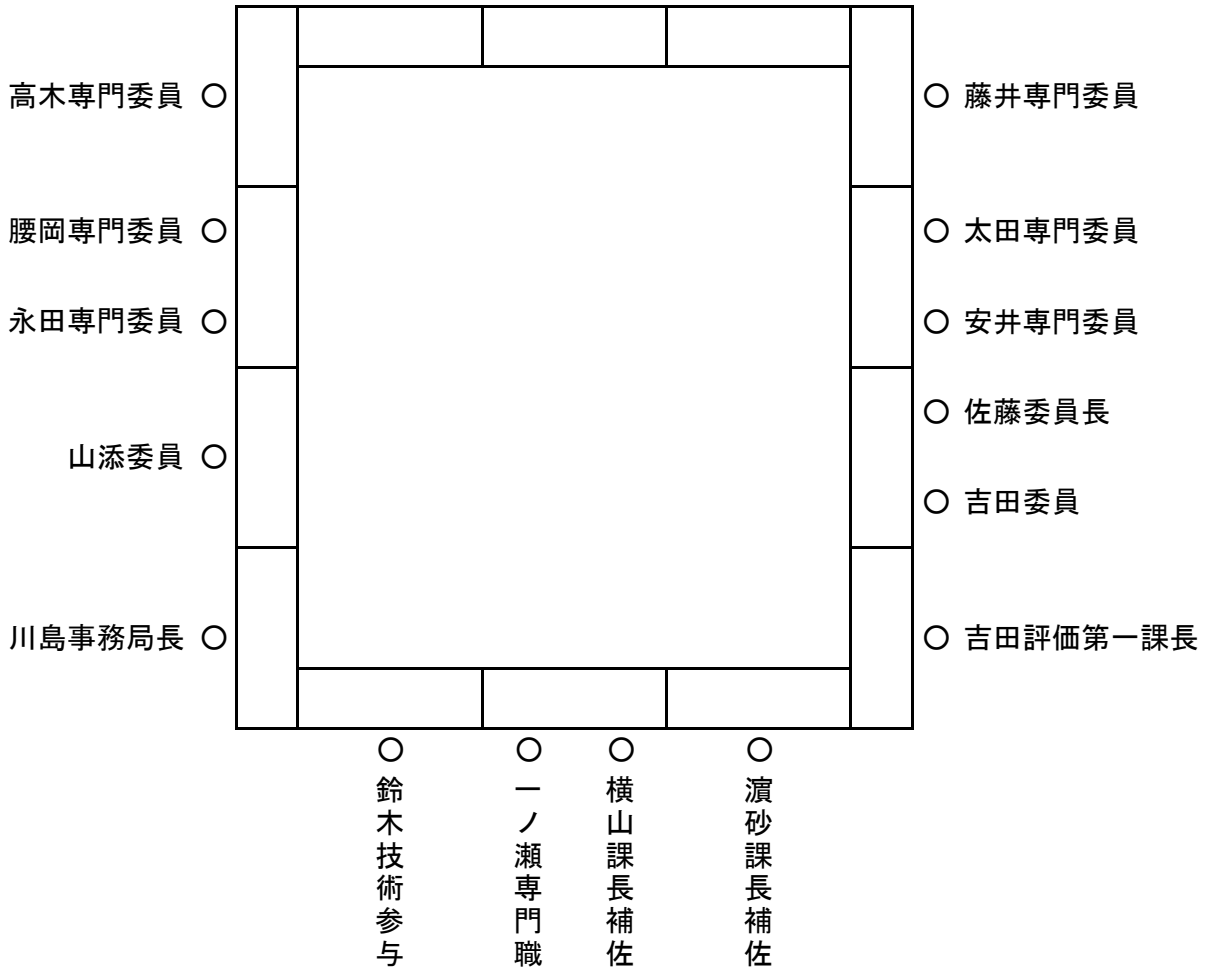 高木専門委員 ○
○ 藤井専門委員
腰岡専門委員 ○
○ 太田専門委員
永田専門委員 ○
○ 安井専門委員
○ 佐藤委員長
山添委員 ○
○ 吉田委員
川島事務局長 ○
○ 吉田評価第一課長
○ 鈴木技術参与
○ 一ノ瀬専門職
○ 横山課長補佐
○ 濵砂課長補佐